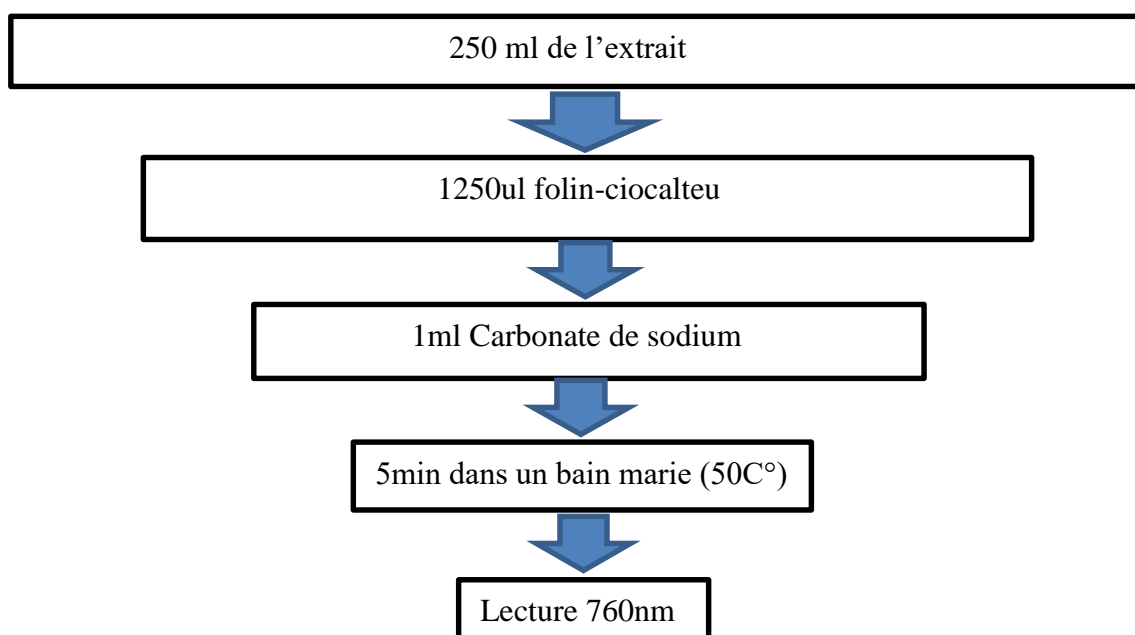 250 ml de l’extrait
1250ul folin-ciocalteu
1ml Carbonate de sodium
5min dans un bain marie (50C°)
Lecture 760nm